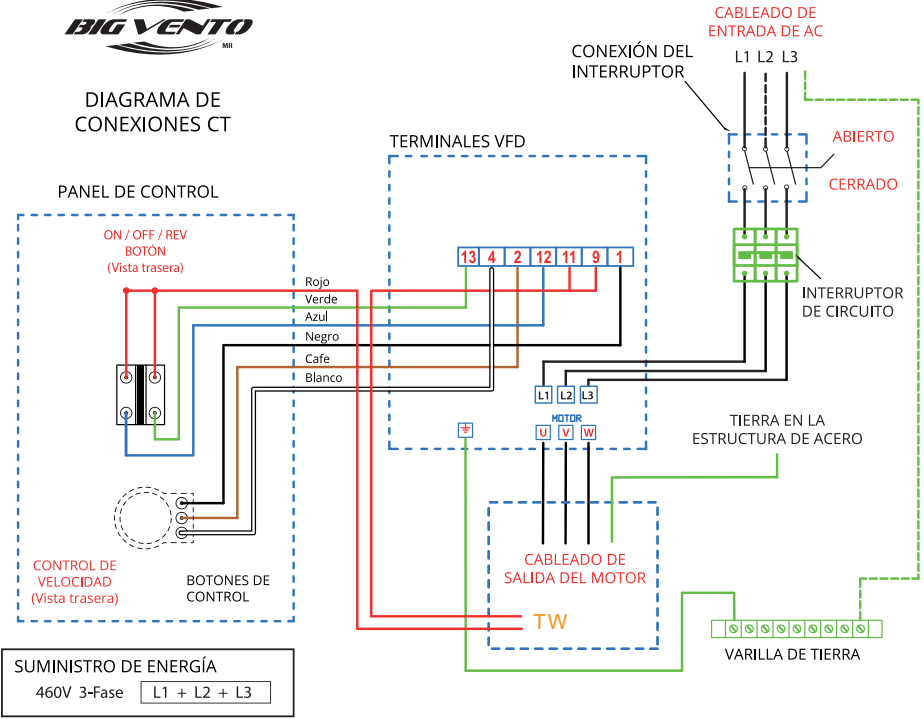 BIG VENTO
MR
DIAGRAMA DE
CONEXIONES CT
CABLEADO DE
ENTRADA DE AC
L1 L2 L3
CONEXIÓN DEL
INTERRUPTOR
ABIERTO
CERRADO
INTERRUPTOR
DE CIRCUITO
TERMINALES VFD
13 4 2 12 11 9 1
PANEL DE CONTROL
ON / OFF / REV
BOTÓN
(Vista trasera)
Rojo
Verde
Azul
Negro
Cafe
Blanco
L1 L2 L3
MOTOR
U V W
TIERRA EN LA
ESTRUCTURA DE ACERO
CABLEADO DE
SALIDA DEL MOTOR
TW
CONTROL DE
VELOCIDAD
(Vista trasera)
BOTONES DE
CONTROL
VARILLA DE TIERRA
SUMINISTRO DE ENERGÍA
460V 3-Fase L1 + L2 + L3